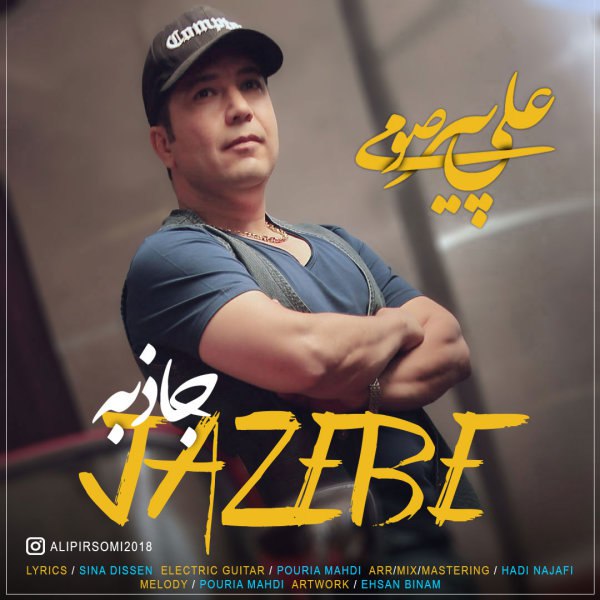 Compton
علی پیرصومی
جاذبه
JAZEBE
ALIPIRSOMI2018
LYRICS / SINA DISSEN ELECTRIC GUITAR / POURIA MAHDI ARR/MIX/MASTERING / HADI NAJAFI
MELODY / POURIA MAHDI ARTWORK / EHSAN BINAM